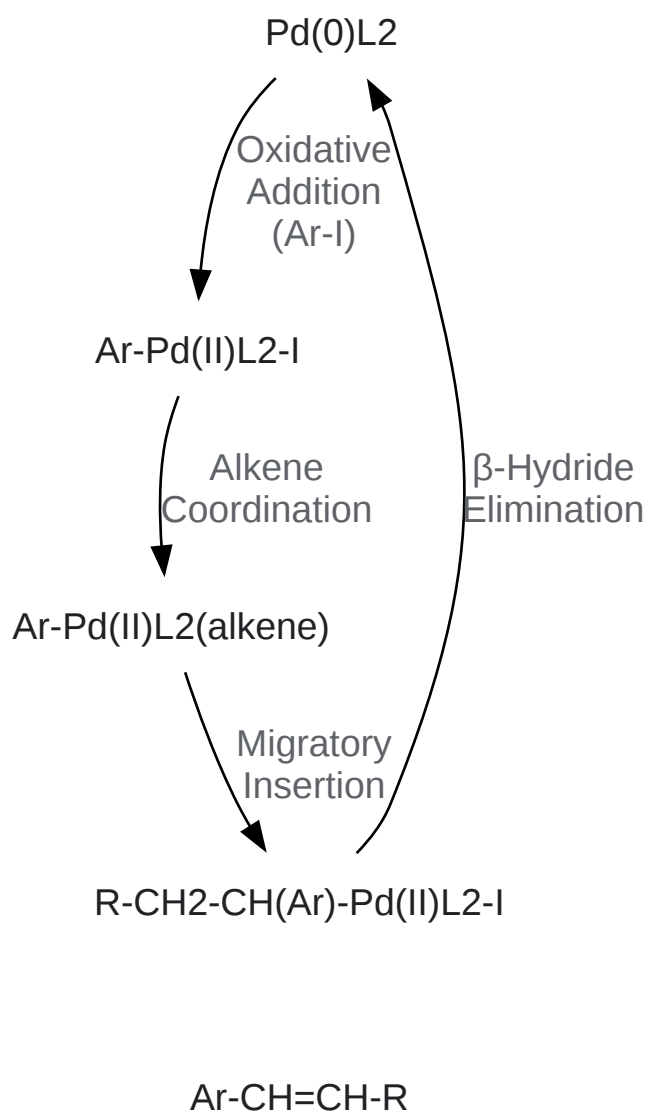 Pd(0)L2
Oxidative
Addition
(Ar-I)
Ar-Pd(II)L2-I
Alkene
Coordination
β-Hydride
Elimination
Ar-Pd(II)L2(alkene)
Migratory
Insertion
R-CH2-CH(Ar)-Pd(II)L2-I
Ar-CH=CH-R